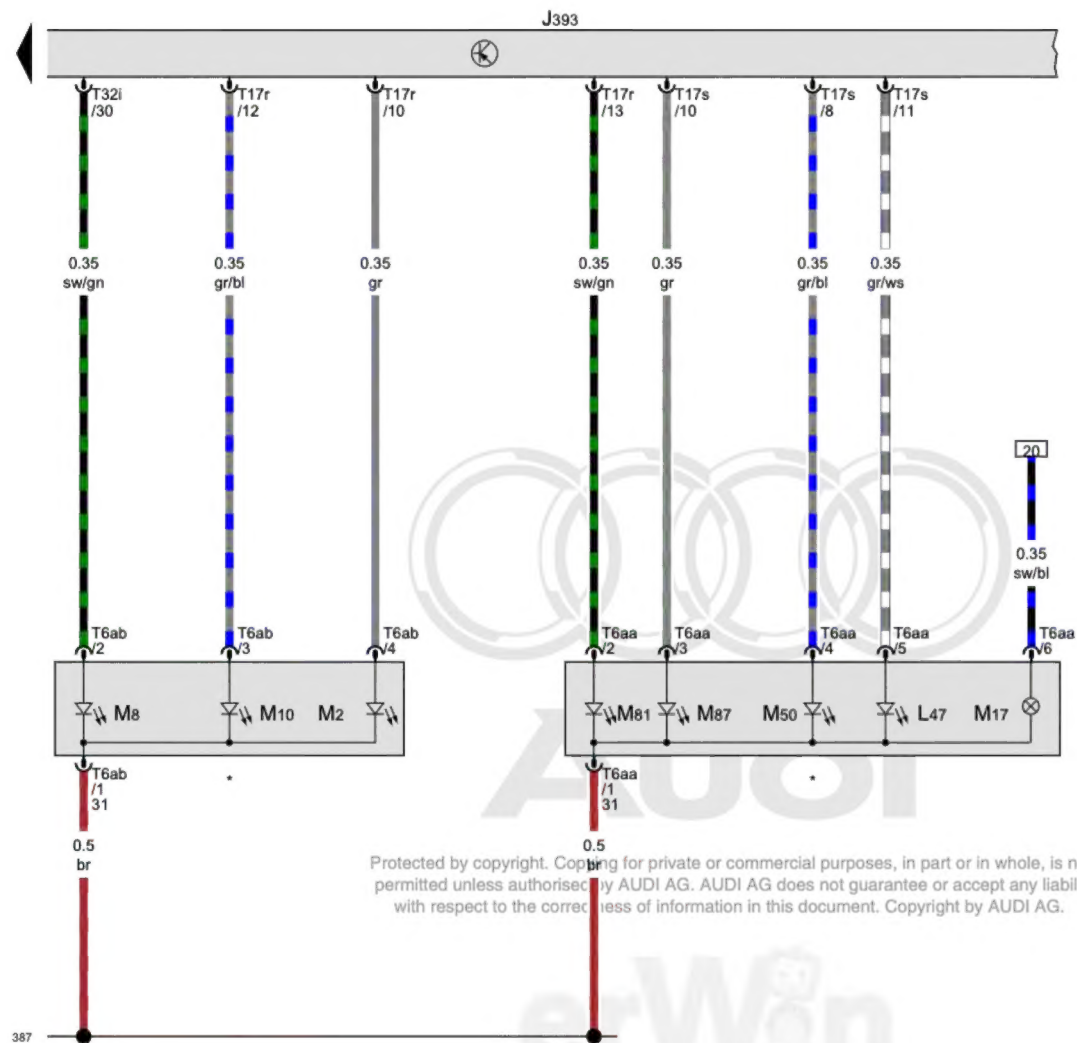 J393
T32i
/30
T17r
/12
T17r
/10
T17r
/13
T17s
/10
T17s
/8
T17s
/11
0.35
sw/gn
0.35
gr/bl
0.35
gr
0.35
sw/gn
0.35
gr
0.35
gr/bl
0.35
gr/ws
20
0.35
sw/bl
T6ab
/2
T6ab
/3
T6ab
/4
T6aa
/2
T6aa
/3
T6aa
/4
T6aa
/5
T6aa
/6
M8
M10
M2
M81
M87
M50
L47
M17
T6ab
/1
31
*
T6aa
/1
31
*
Audi
0.5
br
0.5
br
Protected by copyright. Copying for private or commercial purposes, in part or in whole, is n
permitted unless authorised by AUDI AG. AUDI AG does not guarantee or accept any liabil
with respect to the correctness of information in this document. Copyright by AUDI AG.
erWin
387